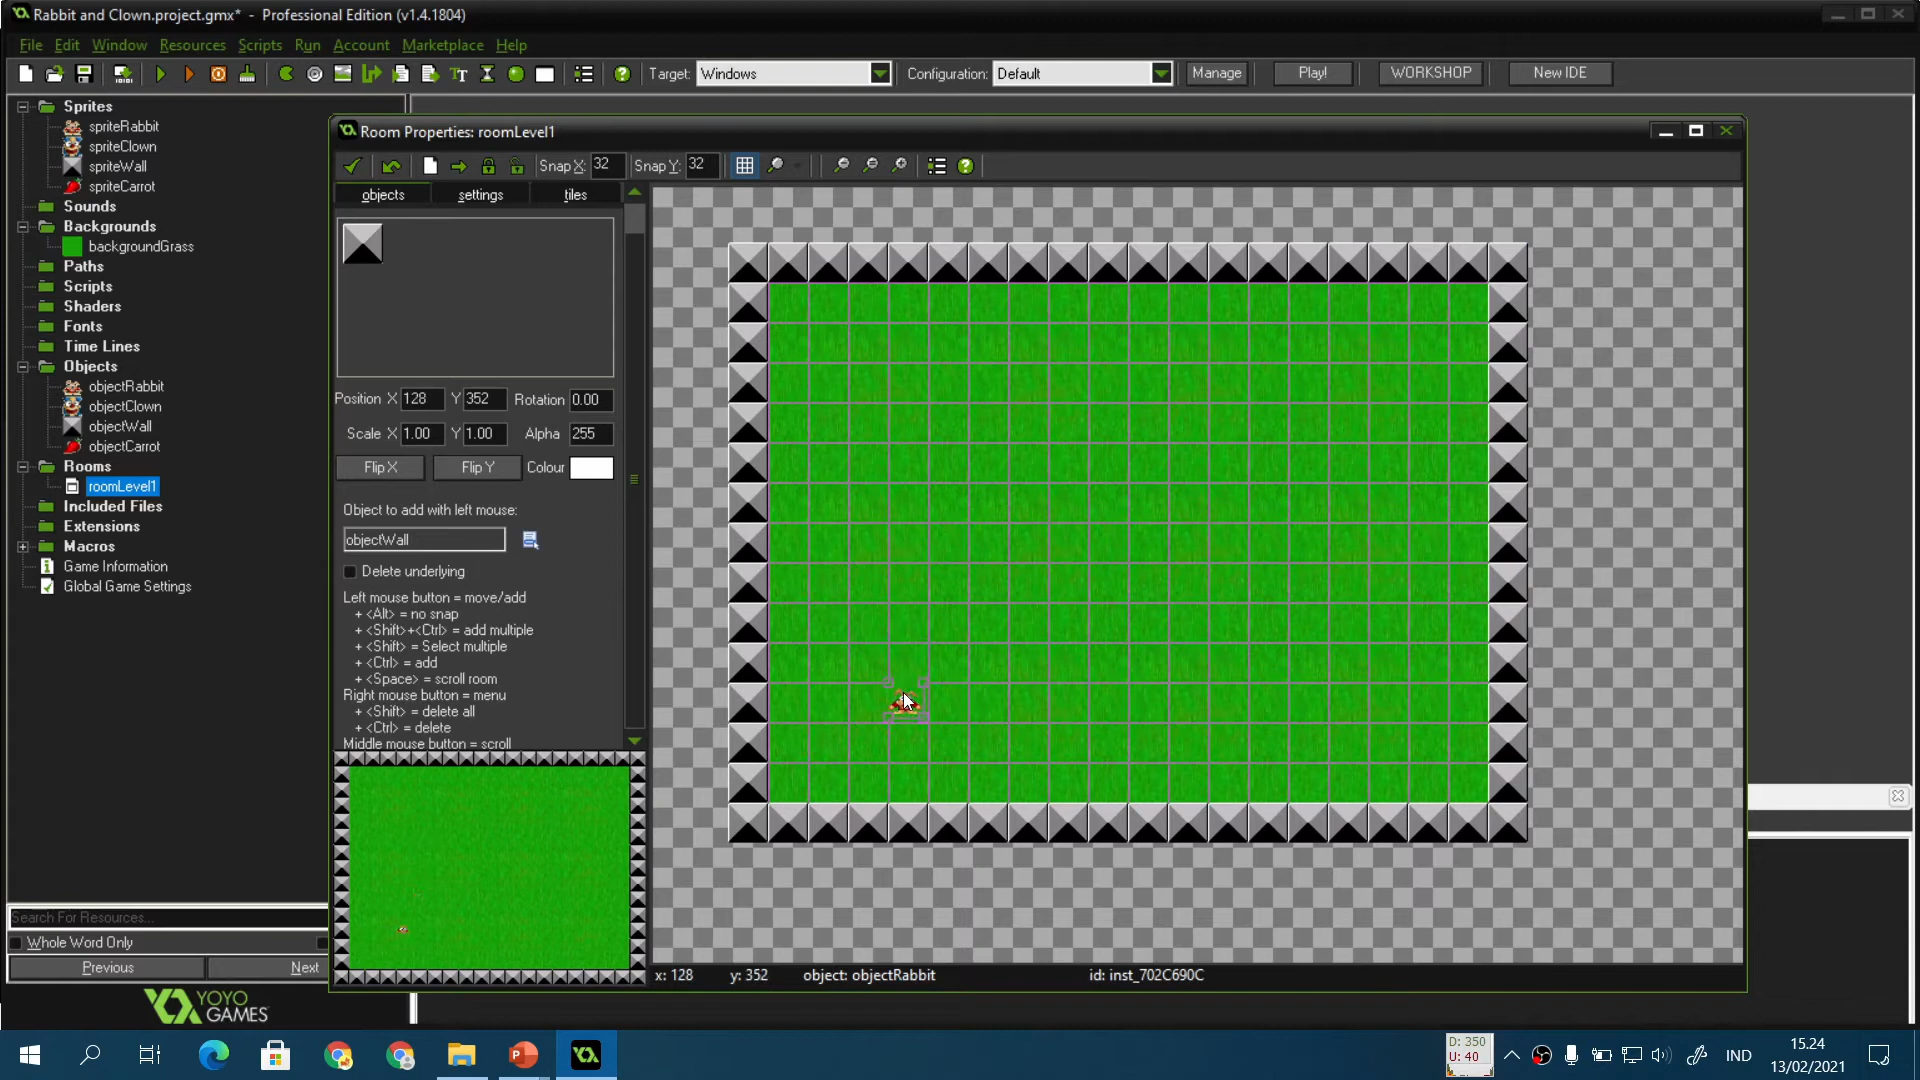 Rabbit and Clown.project.gmx* - Professional Edition (v1.4.1804)
File Edit Window Resources Scripts Run Account Marketplace Help
Target: Windows Configuration: Default Manage Play! WORKSHOP New IDE
Sprites
spriteRabbit
spriteClown
spriteWall
spriteCarrot
Sounds
Backgrounds
backgroundGrass
Paths
Scripts
Shaders
Fonts
Time Lines
Objects
objectRabbit
objectClown
objectWall
objectCarrot
Rooms
roomLevel1
Included Files
Extensions
Macros
Game Information
Global Game Settings
Search For Resources...
Whole Word Only
Previous Next
YOYO
GAMES
Room Properties: roomLevel1
Snap X: 32 Snap Y: 32
objects settings tiles
Position X 128 Y 352 Rotation 0.00
Scale X 1.00 Y 1.00 Alpha 255
Flip X Flip Y Colour
Object to add with left mouse:
objectWall
Delete underlying
Left mouse button = move/add
+ <Alt> = no snap
+ <Shift>+<Ctrl> = add multiple
+ <Shift> = Select multiple
+ <Ctrl> = add
+ <Space> = scroll room
Right mouse button = menu
+ <Shift> = delete all
+ <Ctrl> = delete
Middle mouse button = scroll
x: 128 y: 352 object: objectRabbit id: inst_702C690C
D: 350
U: 40
IND
15.24
13/02/2021